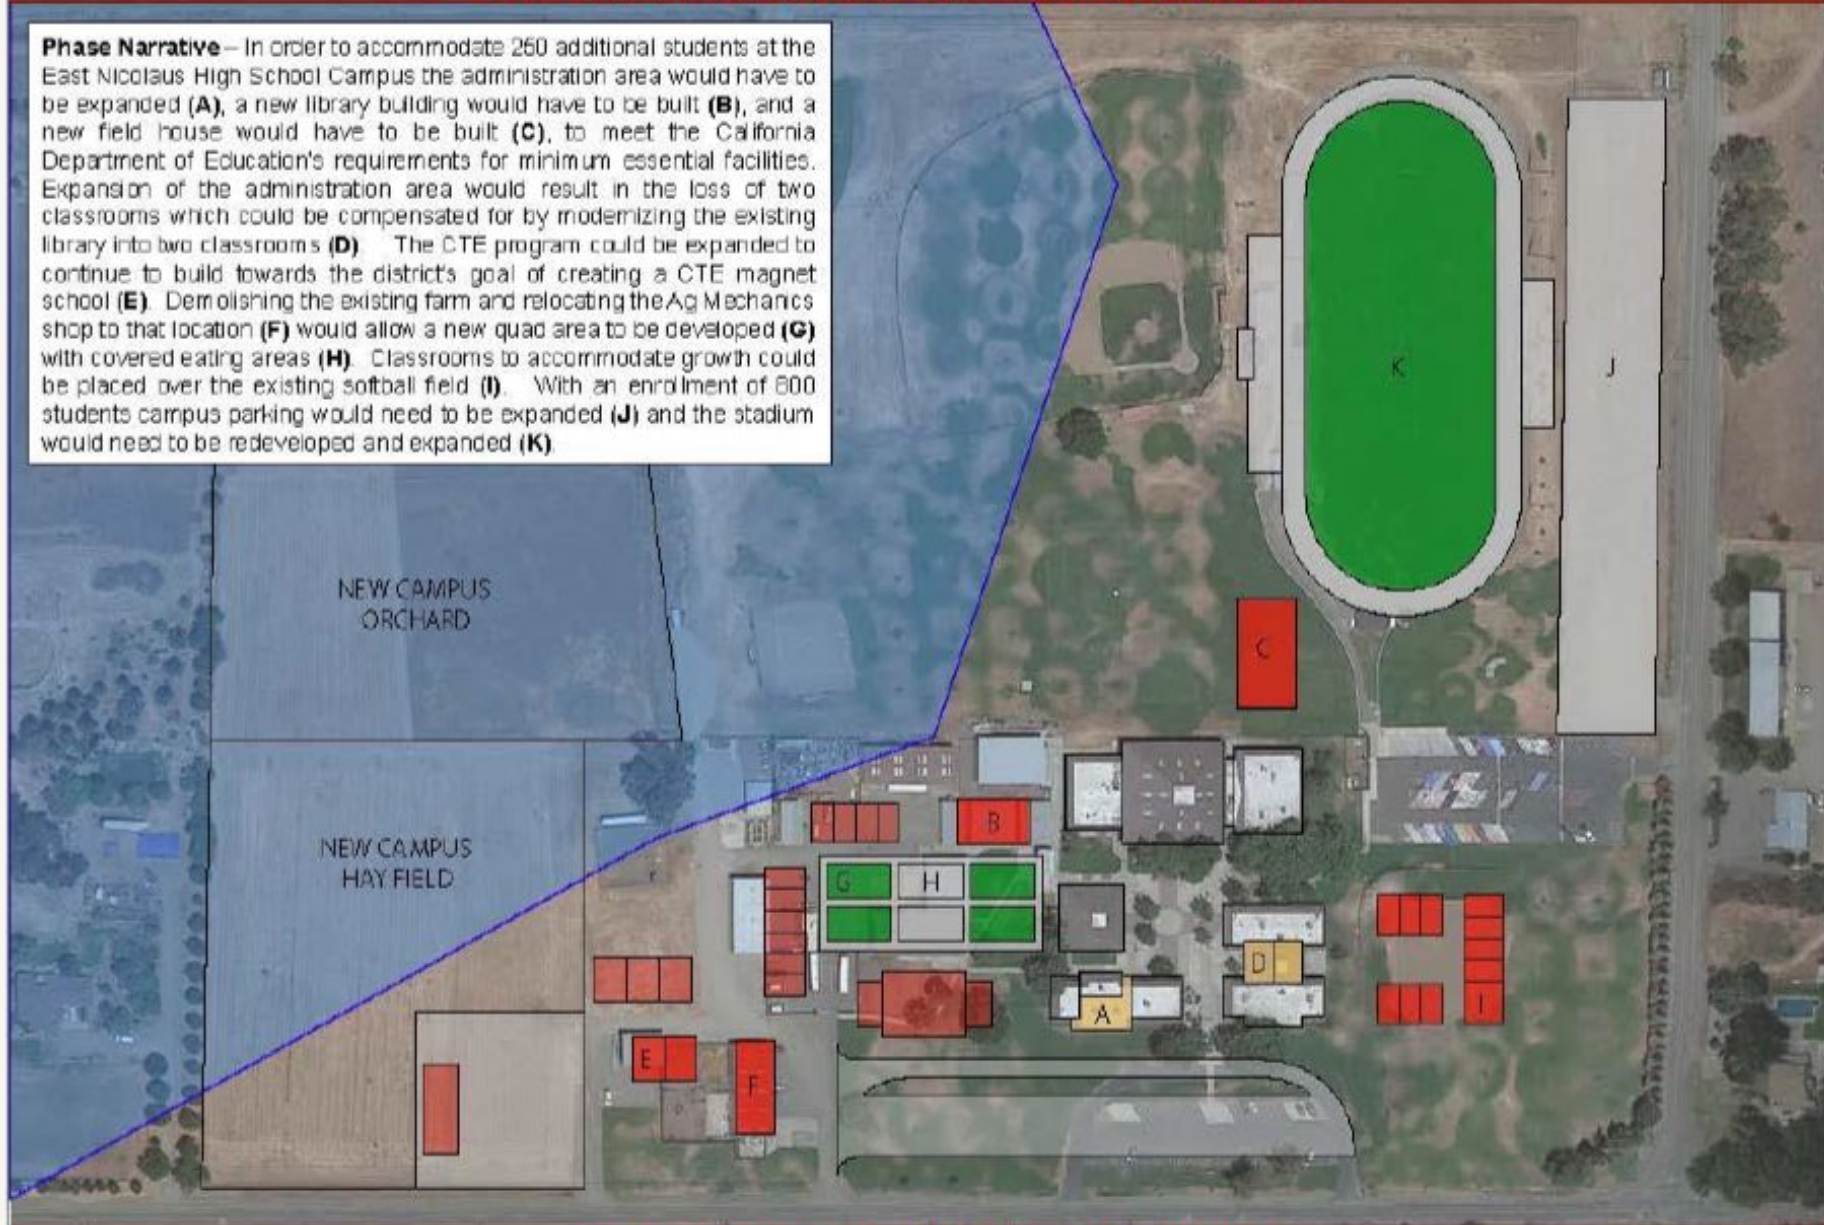 Phase Narrative – In order to accommodate 260 additional students at the
East Nicolaus High School Campus the administration area would have to
be expanded (A), a new library building would have to be built (B), and a
new field house would have to be built (C), to meet the California
Department of Education's requirements for minimum essential facilities.
Expansion of the administration area would result in the loss of two
classrooms which could be compensated for by modernizing the existing
library into two classrooms (D) The CTE program could be expanded to
continue to build towards the district's goal of creating a CTE magnet
school (E). Demolishing the existing farm and relocating the Ag Mechanics
shop to that location (F) would allow a new quad area to be developed (G)
with covered eating areas (H). Classrooms to accommodate growth could
be placed over the existing softball field (I). With an enrollment of 600
students campus parking would need to be expanded (J) and the stadium
would need to be redeveloped and expanded (K).
K
J
NEW CAMPUS
ORCHARD
C
B
NEW CAMPUS
HAY FIELD
G
H
D
A
I
E
F